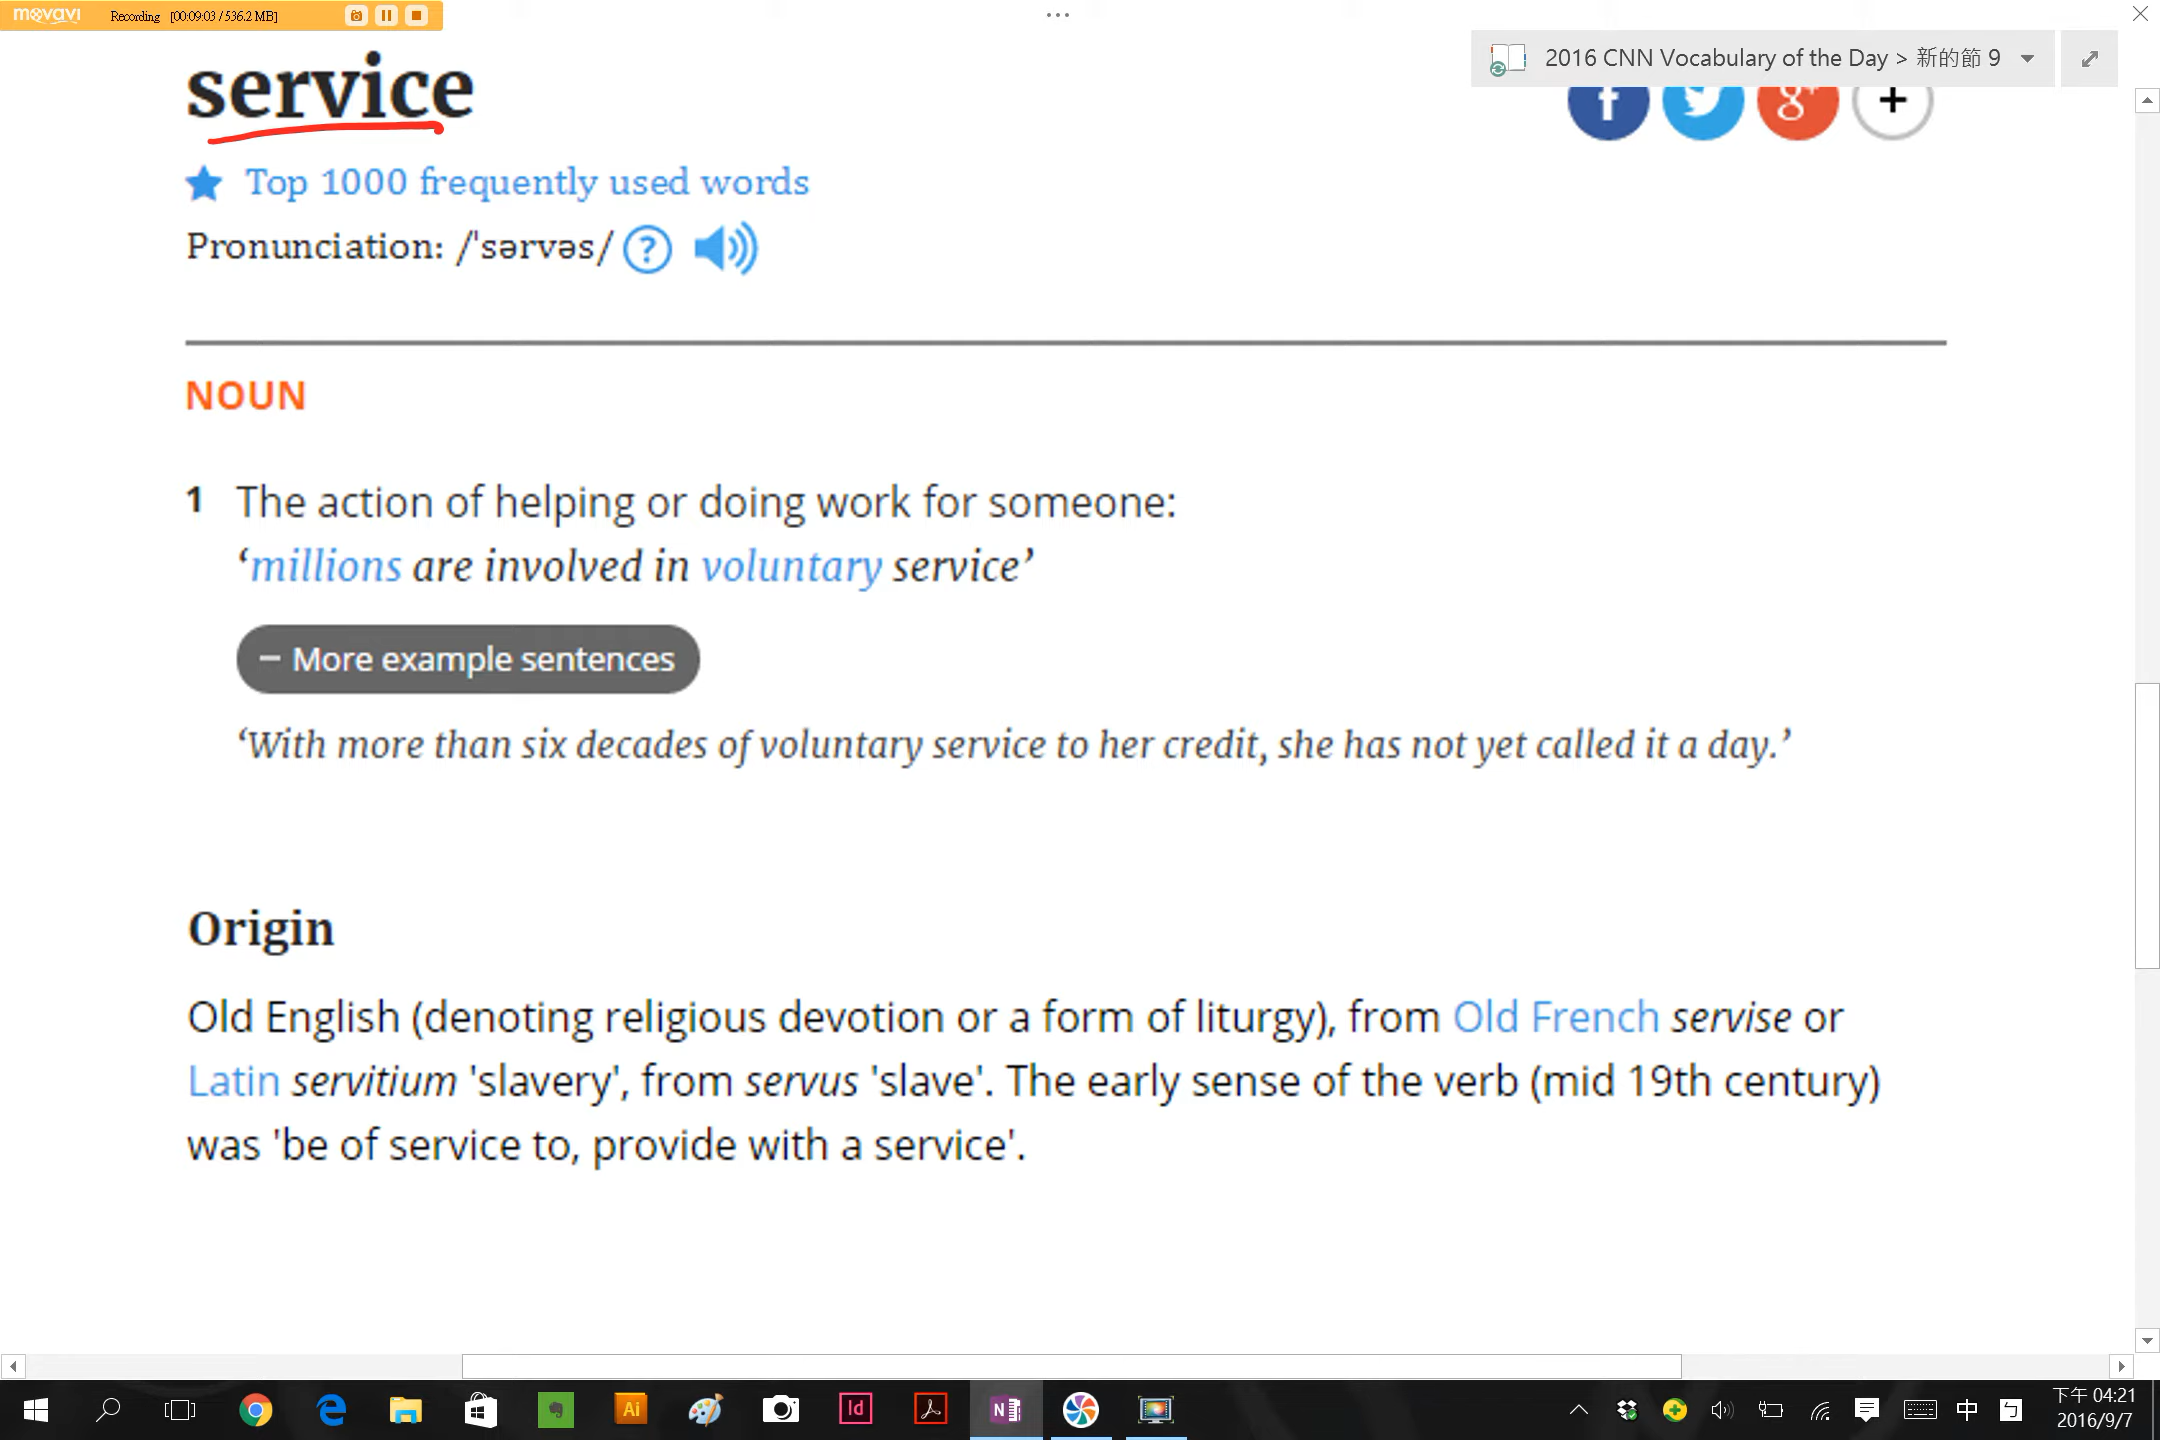 movavi Recording [00:09:03 / 536.2 MB]
2016 CNN Vocabulary of the Day > 新的節 9
service
f g+ +
Top 1000 frequently used words
Pronunciation: /ˈsərvəs/ ?
NOUN
1 The action of helping or doing work for someone:
‘millions are involved in voluntary service’
– More example sentences
‘With more than six decades of voluntary service to her credit, she has not yet called it a day.’
Origin
Old English (denoting religious devotion or a form of liturgy), from Old French servise or
Latin servitium 'slavery', from servus 'slave'. The early sense of the verb (mid 19th century)
was 'be of service to, provide with a service'.
Ai Id N 中 ㄅ
下午 04:21
2016/9/7